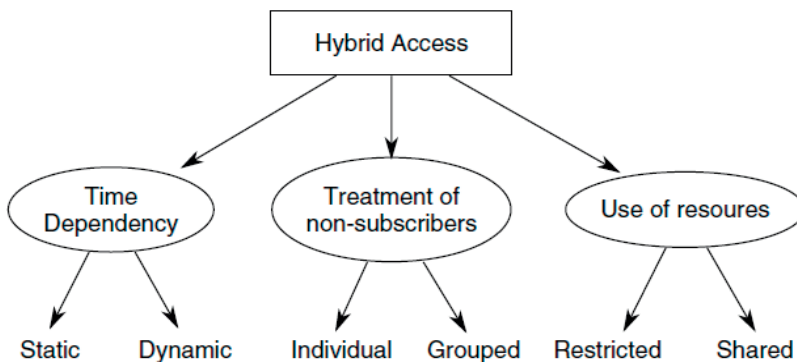 Hybrid Access
Time
Dependency
Treatment of
non-subscribers
Use of resoures
Static
Dynamic
Individual
Grouped
Restricted
Shared